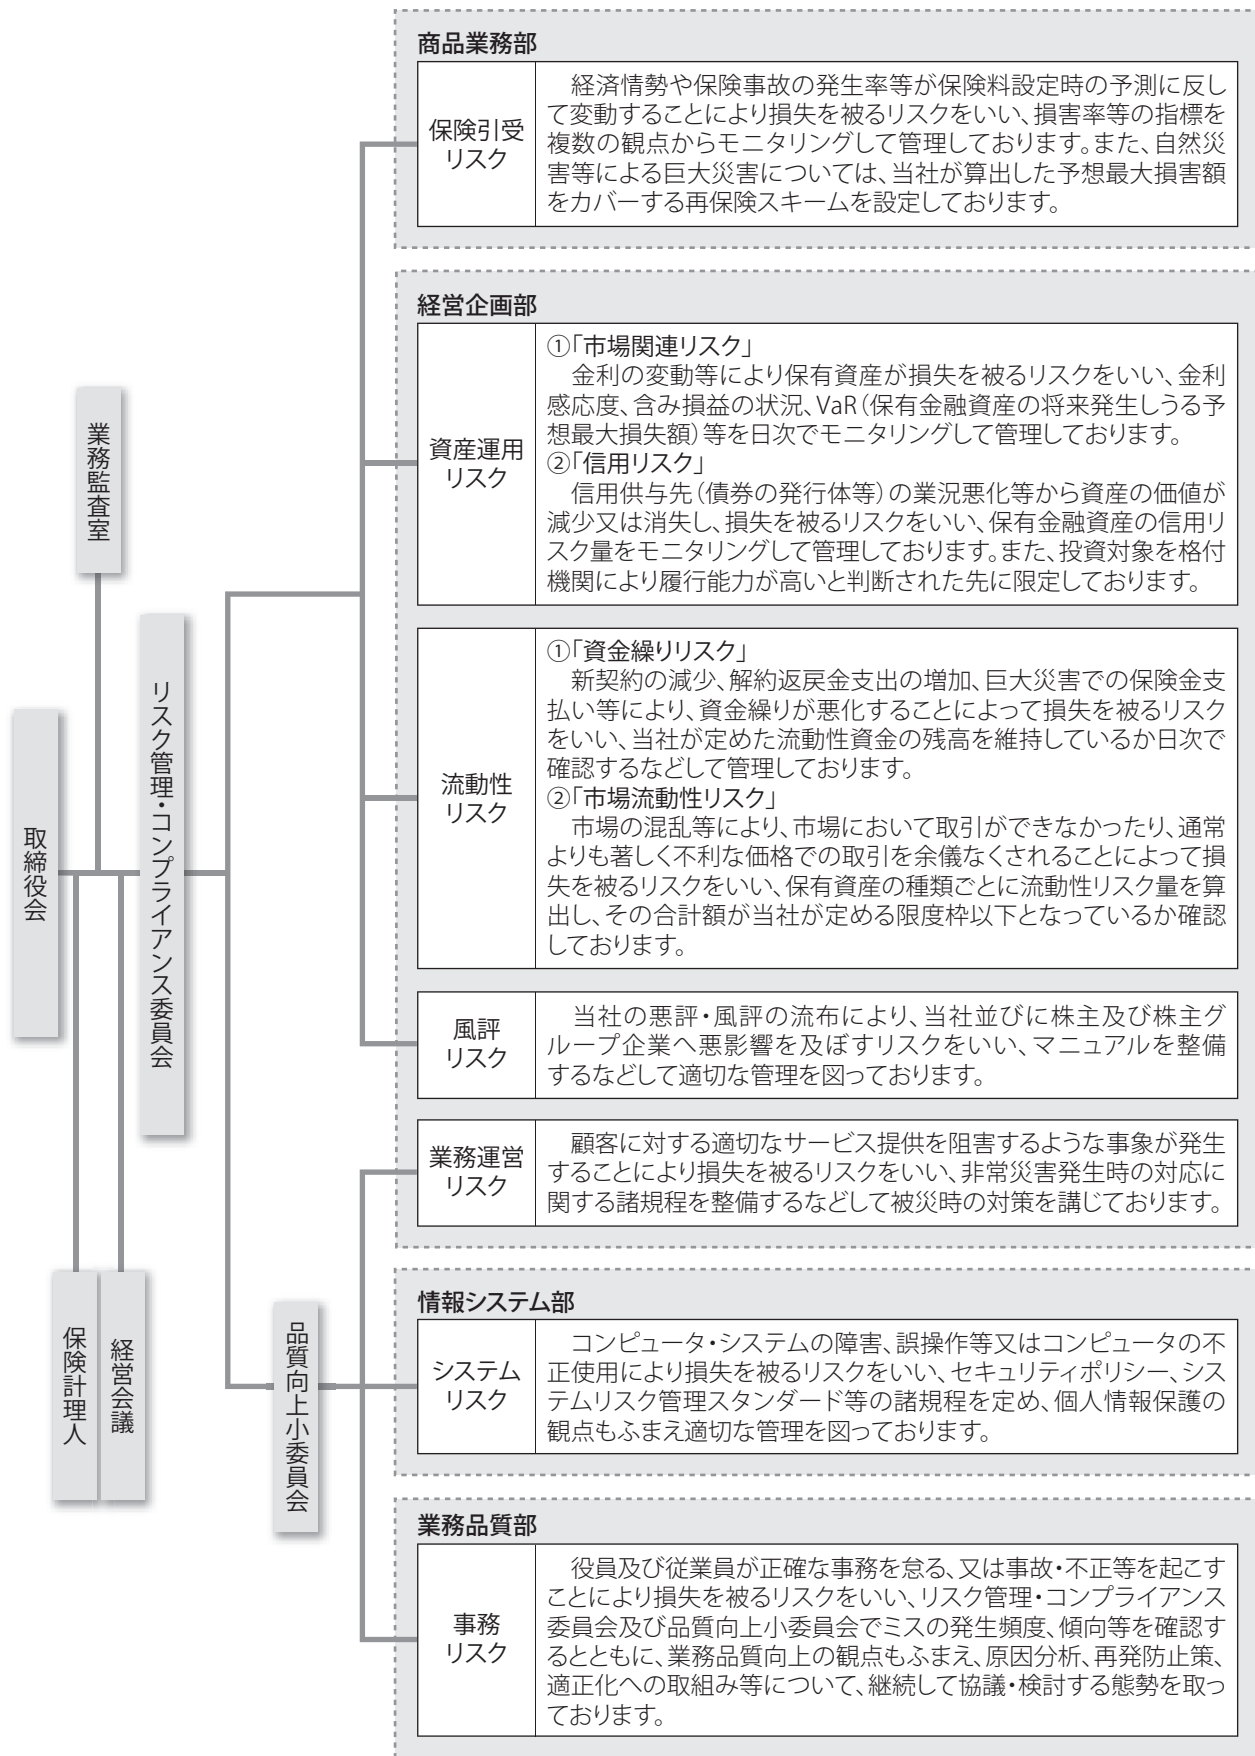 取締役会
業務監査室
保険計理人
経営会議
リスク管理・コンプライアンス委員会
品質向上小委員会
商品業務部
保険引受
リスク
経済情勢や保険事故の発生率等が保険料設定時の予測に反し
て変動することにより損失を被るリスクをいい、損害率等の指標を
複数の観点からモニタリングして管理しております。また、自然災
害等による巨大災害については、当社が算出した予想最大損害額
をカバーする再保険スキームを設定しております。
経営企画部
資産運用
リスク
①「市場関連リスク」
金利の変動等により保有資産が損失を被るリスクをいい、金利
感応度、含み損益の状況、VaR（保有金融資産の将来発生しうる予
想最大損失額）等を日次でモニタリングして管理しております。
②「信用リスク」
信用供与先（債券の発行体等）の業況悪化等から資産の価値が
減少又は消失し、損失を被るリスクをいい、保有金融資産の信用リ
スク量をモニタリングして管理しております。また、投資対象を格付
機関により履行能力が高いと判断された先に限定しております。
流動性
リスク
①「資金繰りリスク」
新契約の減少、解約返戻金支出の増加、巨大災害での保険金支
払い等により、資金繰りが悪化することによって損失を被るリスク
をいい、当社が定めた流動性資金の残高を維持しているか日次で
確認するなどして管理しております。
②「市場流動性リスク」
市場の混乱等により、市場において取引ができなかったり、通常
よりも著しく不利な価格での取引を余儀なくされることによって損
失を被るリスクをいい、保有資産の種類ごとに流動性リスク量を算
出し、その合計額が当社が定める限度枠以下となっているか確認
しております。
風評
リスク
当社の悪評・風評の流布により、当社並びに株主及び株主グ
ループ企業へ悪影響を及ぼすリスクをいい、マニュアルを整備
するなどして適切な管理を図っております。
業務運営
リスク
顧客に対する適切なサービス提供を阻害するような事象が発生
することにより損失を被るリスクをいい、非常災害発生時の対応に
関する諸規程を整備するなどして被災時の対策を講じております。
情報システム部
システム
リスク
コンピュータ・システムの障害、誤操作等又はコンピュータの不
正使用により損失を被るリスクをいい、セキュリティポリシー、シス
テムリスク管理スタンダード等の諸規程を定め、個人情報保護の
観点もふまえ適切な管理を図っております。
業務品質部
事務
リスク
役員及び従業員が正確な事務を怠る、又は事故・不正等を起こす
ことにより損失を被るリスクをいい、リスク管理・コンプライアンス
委員会及び品質向上小委員会でミスの発生頻度、傾向等を確認す
るとともに、業務品質向上の観点もふまえ、原因分析、再発防止策、
適正化への取組み等について、継続して協議・検討する態勢を取っ
ております。